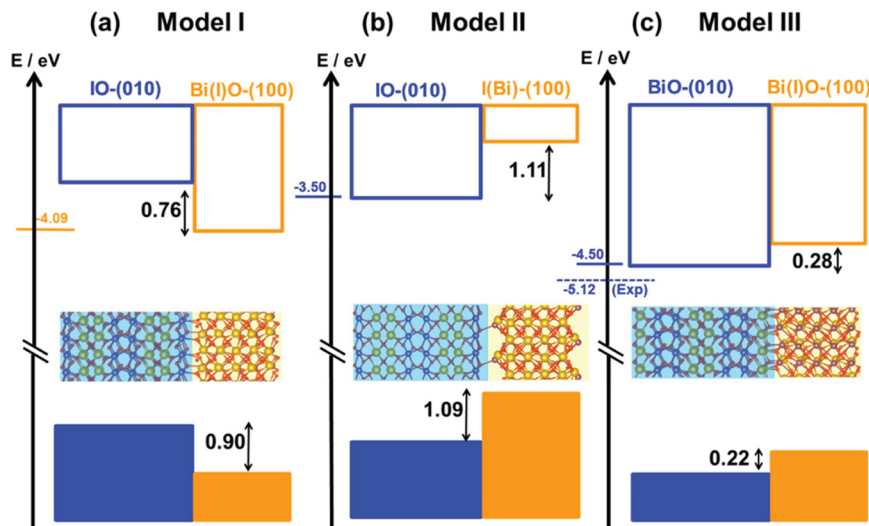 (a) Model I
E / eV
IO-(010)
Bi(I)O-(100)
0.76
-4.09
0.90
(b) Model II
E / eV
IO-(010)
I(Bi)-(100)
1.11
-3.50
1.09
(c) Model III
E / eV
BiO-(010)
Bi(I)O-(100)
-4.50
0.28
-5.12 (Exp)
0.22